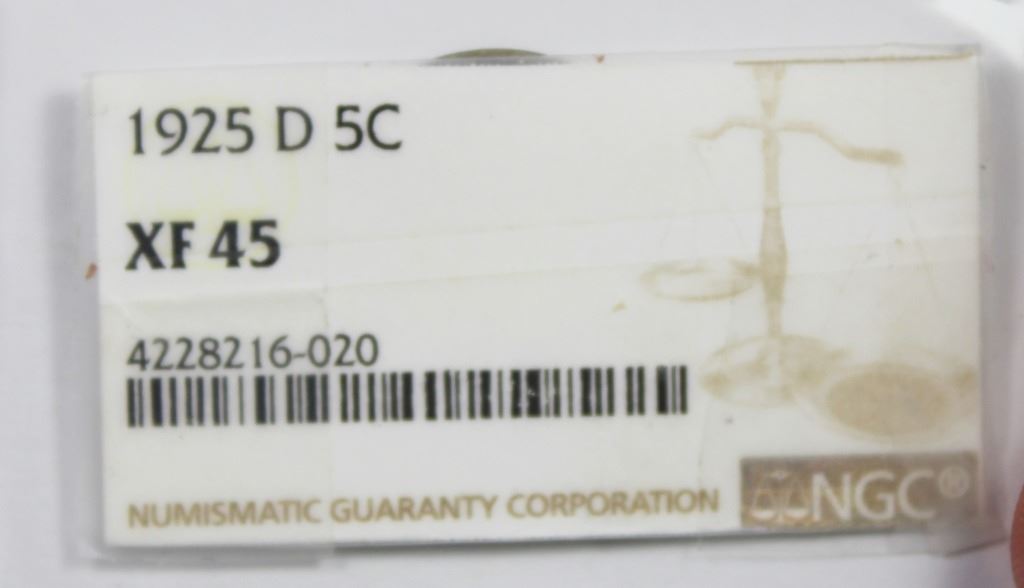 1925 D 5C
XF 45
4228216-020
NUMISMATIC GUARANTY CORPORATION
NGC®